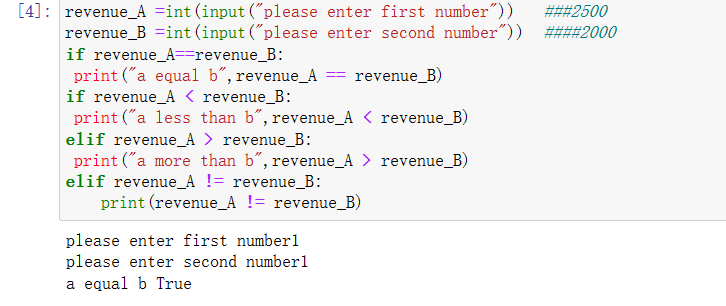 [4]: revenue_A =int(input("please enter first number"))   ###2500
revenue_B =int(input("please enter second number"))  ####2000
if revenue_A==revenue_B:
 print("a equal b",revenue_A == revenue_B)
if revenue_A < revenue_B:
 print("a less than b",revenue_A < revenue_B)
elif revenue_A > revenue_B:
 print("a more than b",revenue_A > revenue_B)
elif revenue_A != revenue_B:
    print(revenue_A != revenue_B)
please enter first number1
please enter second number1
a equal b True